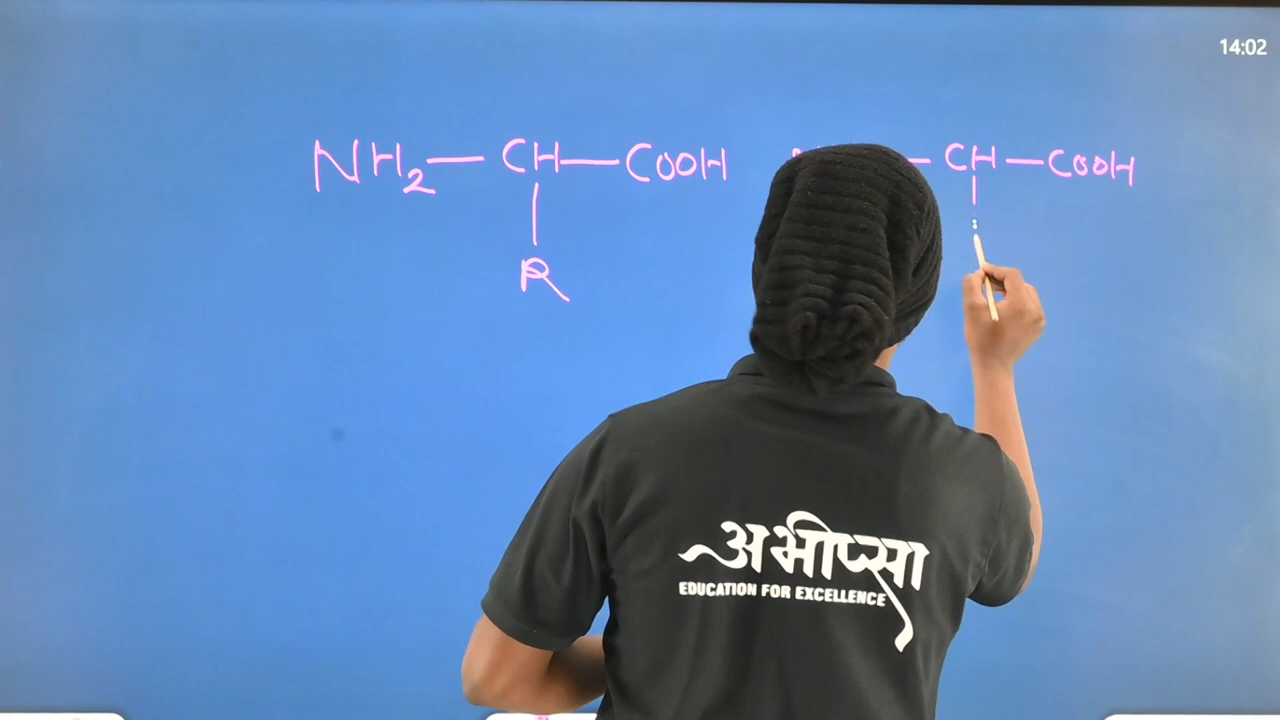 14:02
NH₂—CH—COOH —CH—COOH
R
अभीप्सा
EDUCATION FOR EXCELLENCE